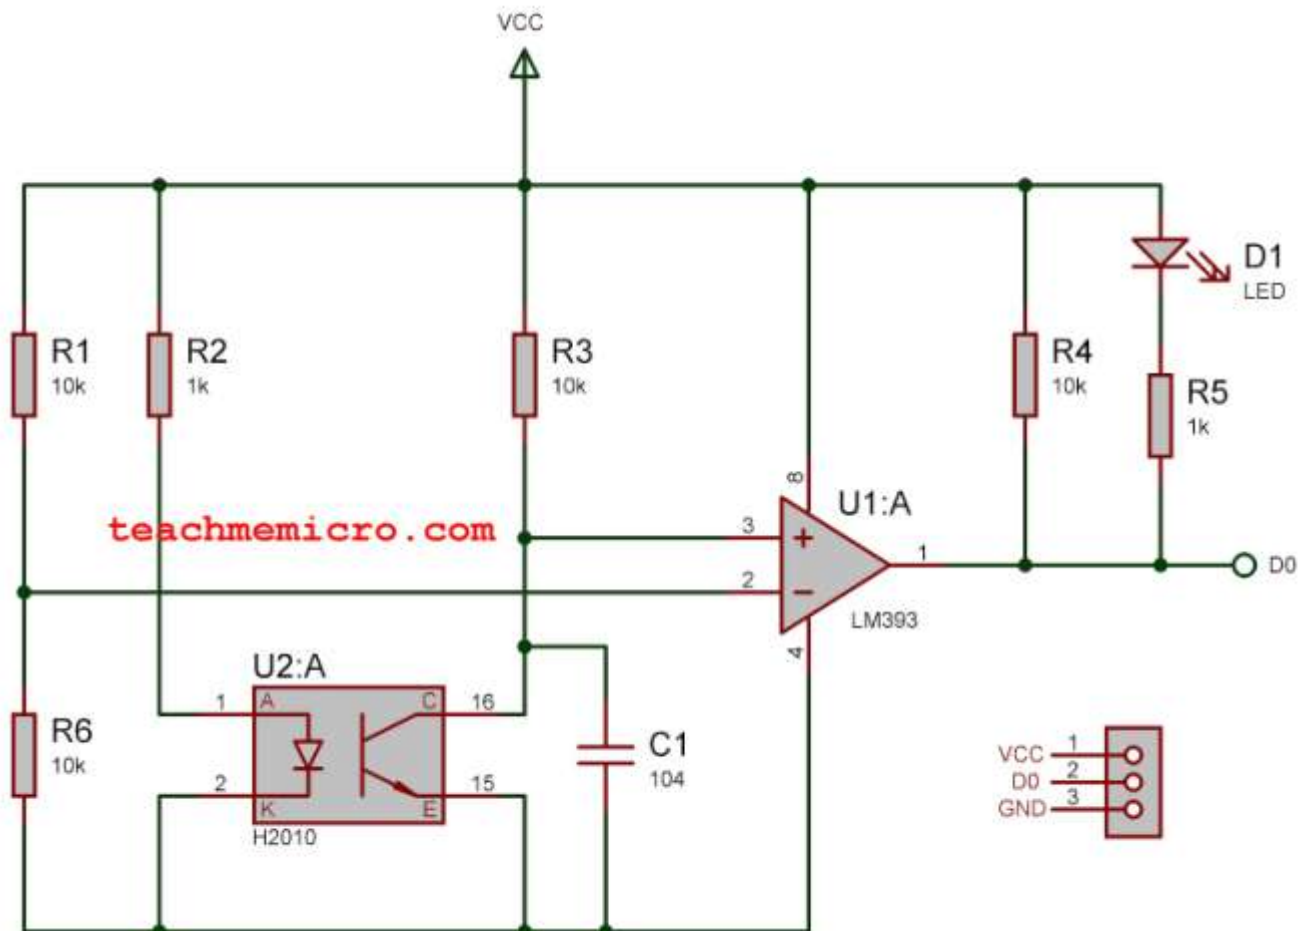 VCC
D1
LED
R1
10k
R2
1k
R3
10k
R4
10k
R5
1k
8
U1:A
teachmemicro.com
3
+
1
D0
2
−
LM393
4
U2:A
1
A
C
16
R6
10k
C1
104
2
K
E
15
H2010
VCC
1
D0
2
GND
3